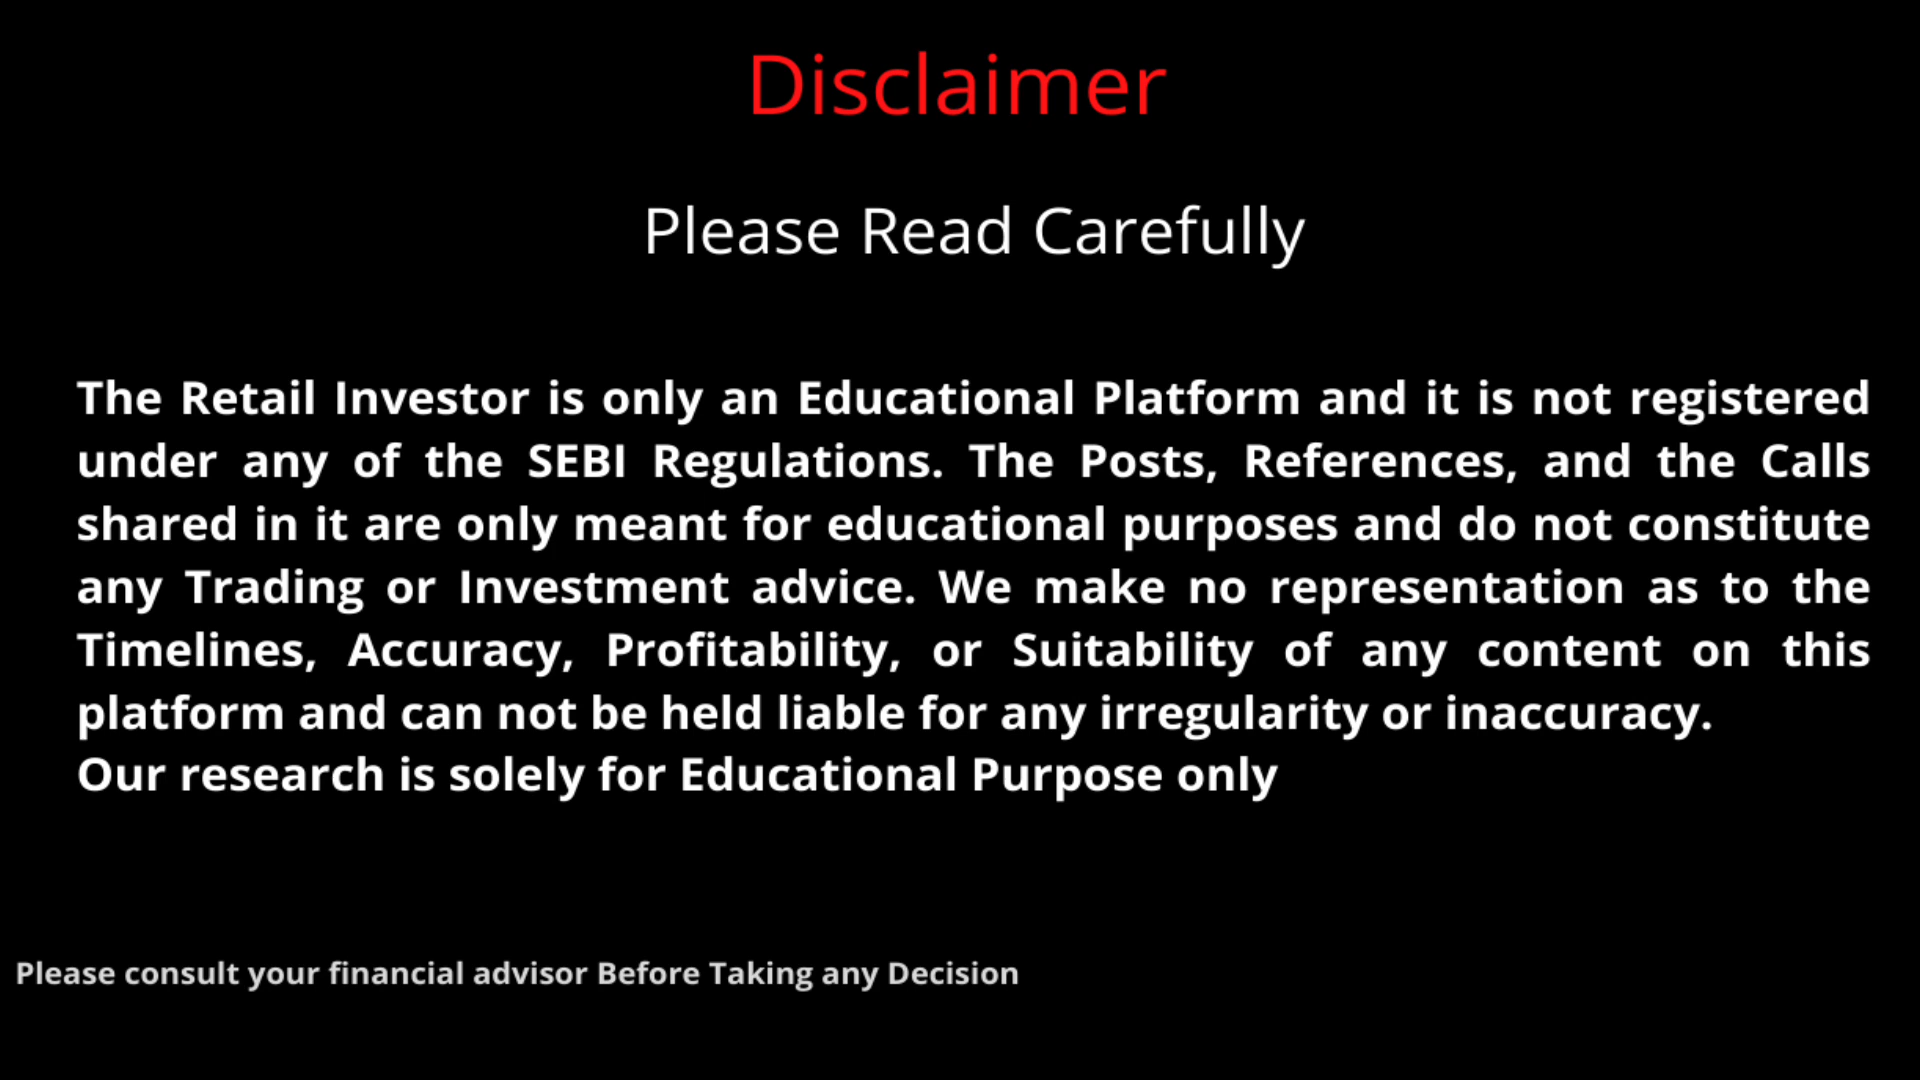 Disclaimer
Please Read Carefully
The Retail Investor is only an Educational Platform and it is not registered
under any of the SEBI Regulations. The Posts, References, and the Calls
shared in it are only meant for educational purposes and do not constitute
any Trading or Investment advice. We make no representation as to the
Timelines, Accuracy, Profitability, or Suitability of any content on this
platform and can not be held liable for any irregularity or inaccuracy.
Our research is solely for Educational Purpose only
Please consult your financial advisor Before Taking any Decision